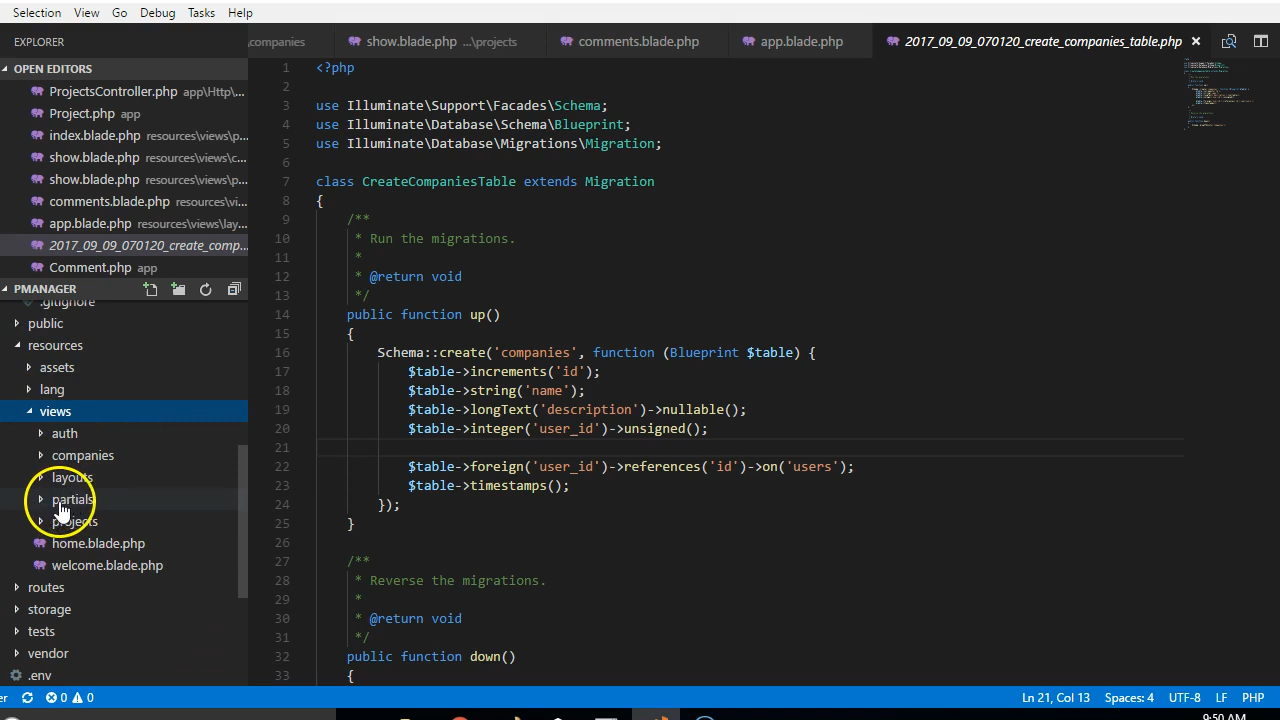 Selection View Go Debug Tasks Help
EXPLORER
\companies show.blade.php ...\projects comments.blade.php app.blade.php 2017_09_09_070120_create_companies_table.php
OPEN EDITORS
ProjectsController.php app\Http\...
Project.php app
index.blade.php resources\views\p...
show.blade.php resources\views\c...
show.blade.php resources\views\p...
comments.blade.php resources\vi...
app.blade.php resources\views\lay...
2017_09_09_070120_create_comp...
Comment.php app
PMANAGER
.gitignore
public
resources
assets
lang
views
auth
companies
layouts
partials
projects
home.blade.php
welcome.blade.php
routes
storage
tests
vendor
.env
1 <?php
2
3 use Illuminate\Support\Facades\Schema;
4 use Illuminate\Database\Schema\Blueprint;
5 use Illuminate\Database\Migrations\Migration;
6
7 class CreateCompaniesTable extends Migration
8 {
9 /**
10 * Run the migrations.
11 *
12 * @return void
13 */
14 public function up()
15 {
16 Schema::create('companies', function (Blueprint $table) {
17 $table->increments('id');
18 $table->string('name');
19 $table->longText('description')->nullable();
20 $table->integer('user_id')->unsigned();
21
22 $table->foreign('user_id')->references('id')->on('users');
23 $table->timestamps();
24 });
25 }
26
27 /**
28 * Reverse the migrations.
29 *
30 * @return void
31 */
32 public function down()
33 {
er 0 0 Ln 21, Col 13 Spaces: 4 UTF-8 LF PHP
9:50 AM